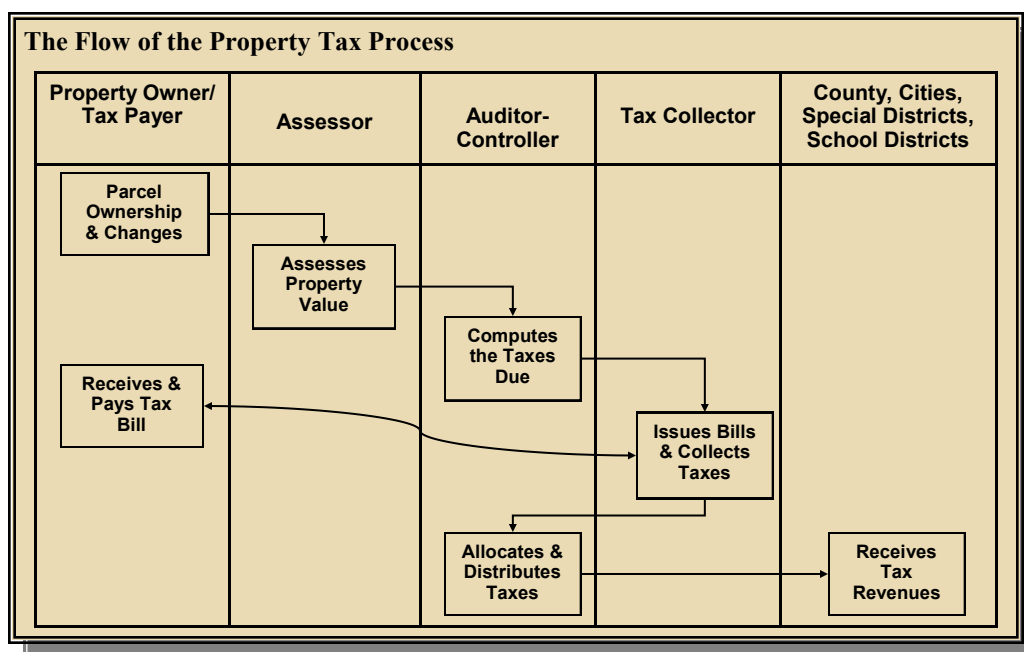 The Flow of the Property Tax Process
Property Owner/
Tax Payer
Assessor
Auditor-
Controller
Tax Collector
County, Cities,
Special Districts,
School Districts
Parcel
Ownership
& Changes
Assesses
Property
Value
Computes
the Taxes
Due
Receives &
Pays Tax
Bill
Issues Bills
& Collects
Taxes
Allocates &
Distributes
Taxes
Receives
Tax
Revenues